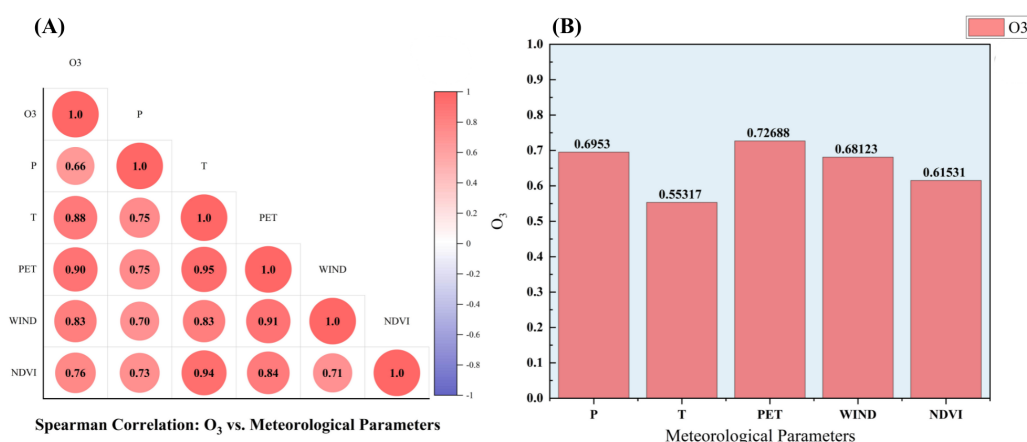 (A)
O3
O3 1.0 P
P 0.66 1.0 T
T 0.88 0.75 1.0 PET
PET 0.90 0.75 0.95 1.0 WIND
WIND 0.83 0.70 0.83 0.91 1.0 NDVI
NDVI 0.76 0.73 0.94 0.84 0.71 1.0
1
0.8
0.6
0.4
0.2
0
-0.2
-0.4
-0.6
-0.8
-1
Spearman Correlation: O₃ vs. Meteorological Parameters
(B)
O3
1.0
0.9
0.8
0.7
0.6
0.5
0.4
0.3
0.2
0.1
0.0
O₃
0.6953 0.55317 0.72688 0.68123 0.61531
P T PET WIND NDVI
Meteorological Parameters